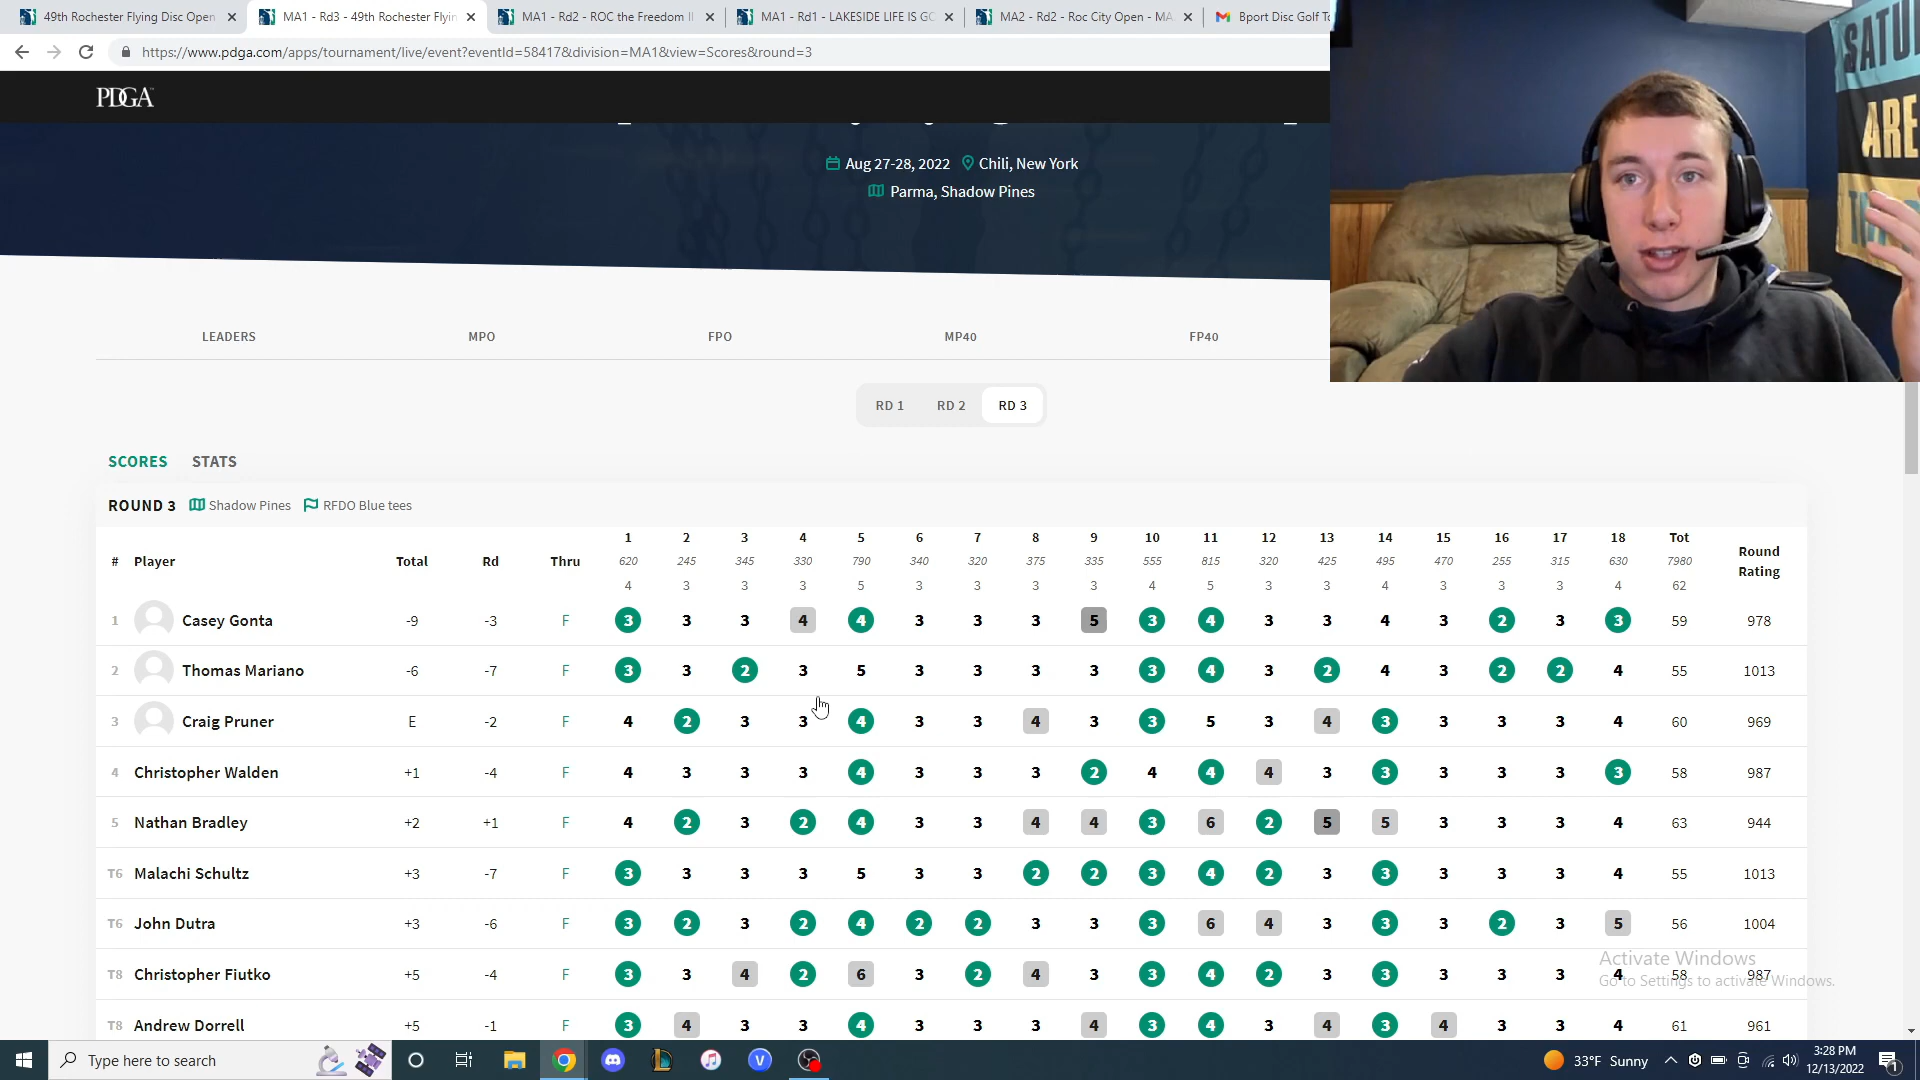 49th Rochester Flying Disc Open
MA1 - Rd3 - 49th Rochester Flyin
MA1 - Rd2 - ROC the Freedom II
MA1 - Rd1 - LAKESIDE LIFE IS GO
MA2 - Rd2 - Roc City Open - MA
Bport Disc Golf To
https://www.pdga.com/apps/tournament/live/event?eventId=58417&division=MA1&view=Scores&round=3
PDGA
Aug 27-28, 2022 Chili, New York
Parma, Shadow Pines
SATU
ARE
LEADERS MPO FPO MP40 FP40
RD 1 RD 2 RD 3
SCORES STATS
ROUND 3 Shadow Pines RFDO Blue tees
1 2 3 4 5 6 7 8 9 10 11 12 13 14 15 16 17 18 Tot
# Player Total Rd Thru 620 245 345 330 790 340 320 375 335 555 815 320 425 495 470 255 315 630 7980 Round Rating
4 3 3 3 5 3 3 3 3 4 5 3 3 4 3 3 3 4 62
1 Casey Gonta -9 -3 F 3 3 3 4 4 3 3 3 5 3 4 3 3 4 3 2 3 3 59 978
2 Thomas Mariano -6 -7 F 3 3 2 3 5 3 3 3 3 3 4 3 2 4 3 2 2 4 55 1013
3 Craig Pruner E -2 F 4 2 3 3 4 3 3 4 3 3 5 3 4 3 3 3 3 4 60 969
4 Christopher Walden +1 -4 F 4 3 3 3 4 3 3 3 2 4 4 4 3 3 3 3 3 3 58 987
5 Nathan Bradley +2 +1 F 4 2 3 2 4 3 3 4 4 3 6 2 5 5 3 3 3 4 63 944
T6 Malachi Schultz +3 -7 F 3 3 3 3 5 3 3 2 2 3 4 2 3 3 3 3 3 4 55 1013
T6 John Dutra +3 -6 F 3 2 3 2 4 2 2 3 3 3 6 4 3 3 3 2 3 5 56 1004
T8 Christopher Fiutko +5 -4 F 3 3 4 2 6 3 2 4 3 3 4 2 3 3 3 3 3 4 58 987
T8 Andrew Dorrell +5 -1 F 3 4 3 3 4 3 3 3 4 3 4 3 4 3 4 3 3 4 61 961
Activate Windows
Go to Settings to activate Windows.
Type here to search
33°F Sunny
3:28 PM
12/13/2022
1